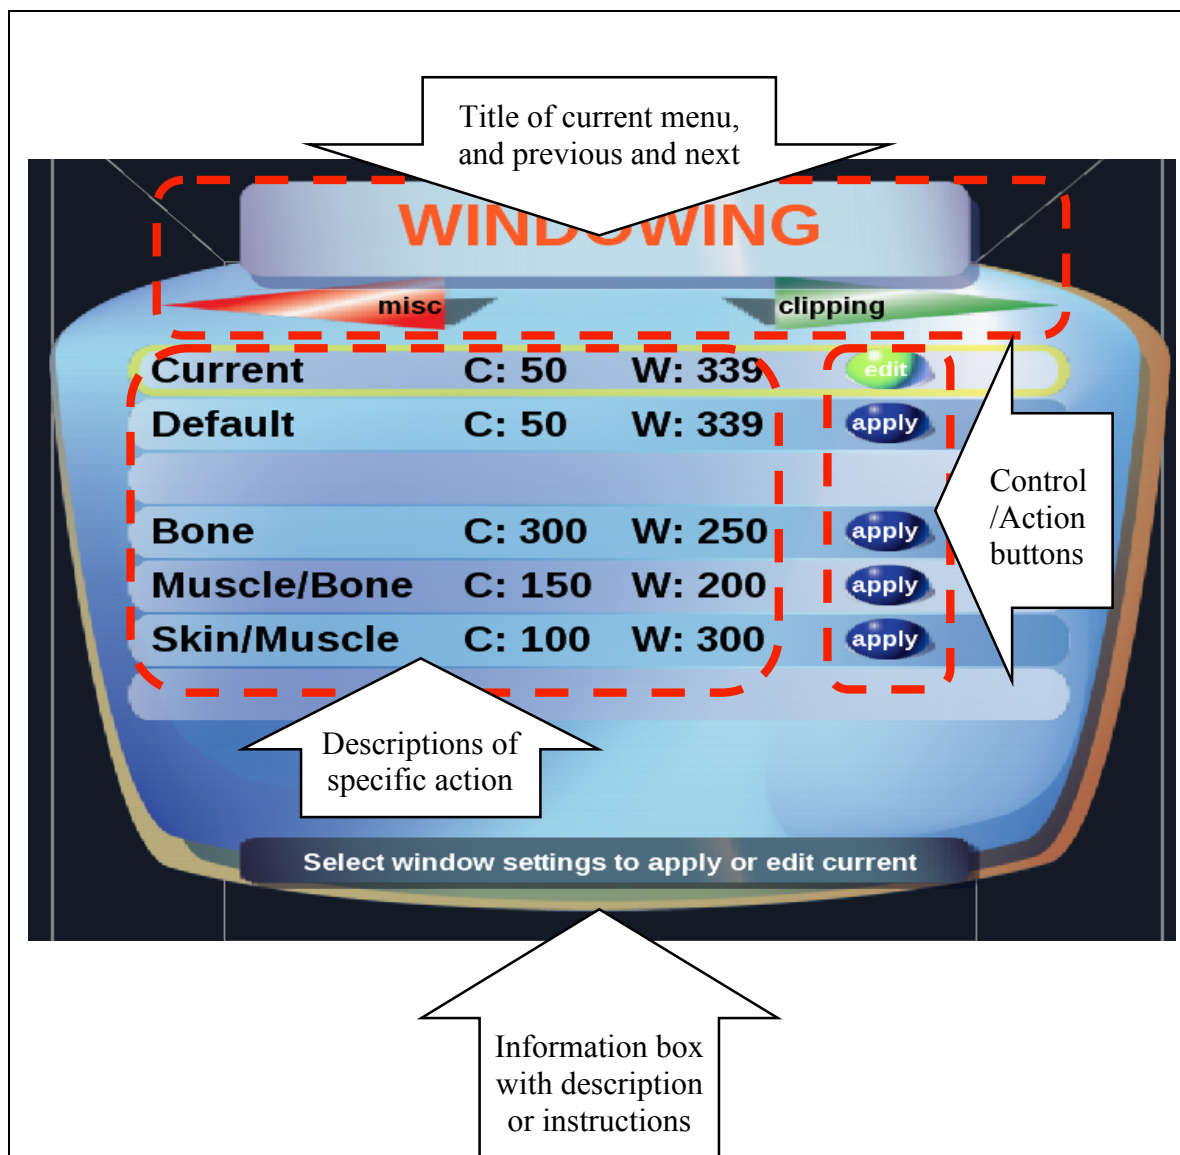 Title of current menu,
and previous and next
WINDOWING
misc
clipping
Current C: 50 W: 339 edit
Default C: 50 W: 339 apply
Bone C: 300 W: 250 apply
Muscle/Bone C: 150 W: 200 apply
Skin/Muscle C: 100 W: 300 apply
Control
/Action
buttons
Descriptions of
specific action
Select window settings to apply or edit current
Information box
with description
or instructions